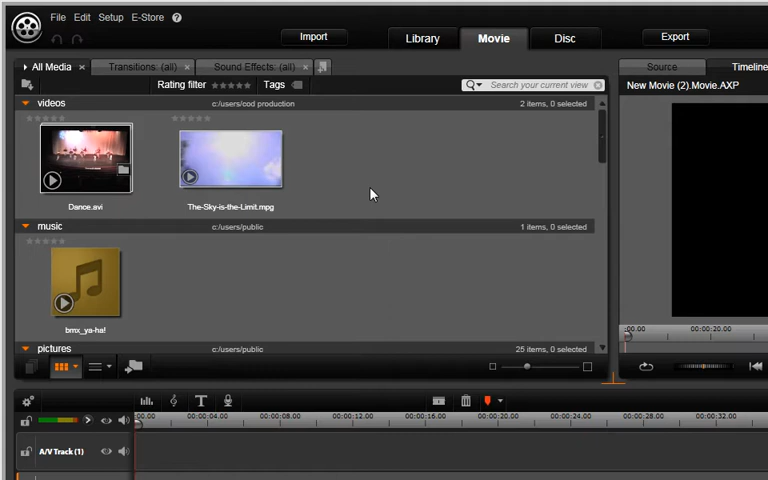 File Edit Setup E-Store ?
Import Library Movie Disc Export
All Media x Transitions: (all) x Sound Effects: (all) x
Source Timeline
Rating filter Tags Search your current view
New Movie (2).Movie.AXP
videos c:/users/cod production 2 items, 0 selected
Dance.avi The-Sky-is-the-Limit.mpg
music c:/users/public 1 items, 0 selected
bmx_ya-ha!
:00.00 00:00:20.00
pictures c:/users/public 25 items, 0 selected
T
:00.00 00:00:04.00 00:00:08.00 00:00:12.00 00:00:16.00 00:00:20.00 00:00:24.00 00:00:28.00 00:00:32.00
A/V Track (1)